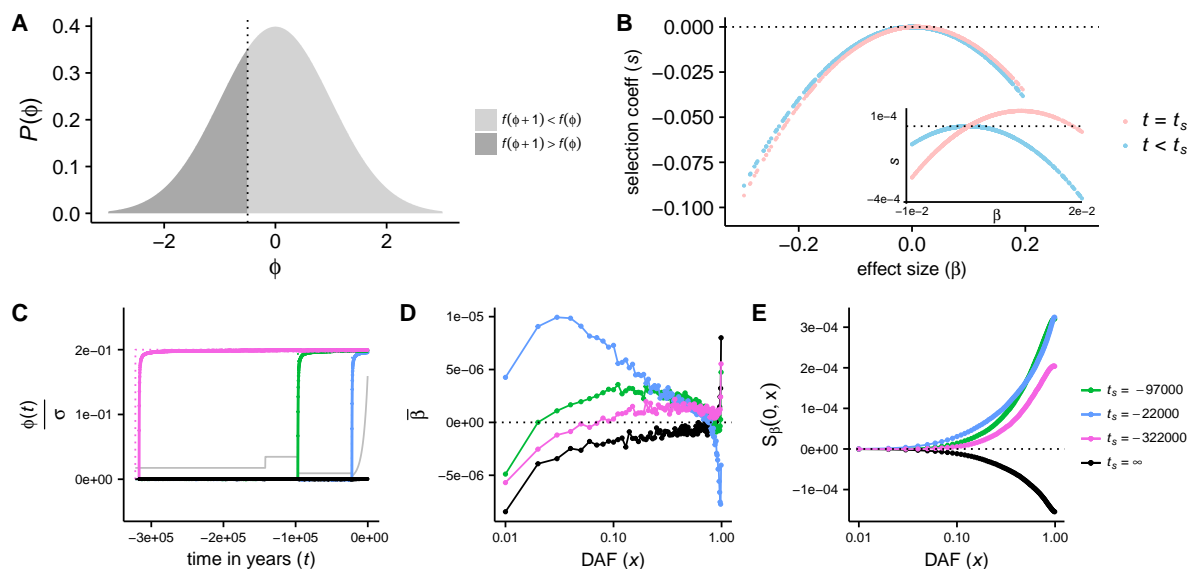 A
0.4
0.3
0.2
0.1
0.0
P(ϕ)
−2
0
2
ϕ
f(ϕ+1) < f(ϕ)
f(ϕ+1) > f(ϕ)
B
0.000
−0.025
−0.050
−0.075
−0.100
selection coeff (s)
−0.2
0.0
0.2
effect size (β)
1e−4
s
−4e−4
−1e−2
β
2e−2
t = ts
t < ts
C
2e−01
1e−01
0e+00
ϕ(t)
σ
−3e+05
−2e+05
−1e+05
0e+00
time in years (t)
D
1e−05
5e−06
0e+00
−5e−06
β
0.01
0.10
1.00
DAF (x)
E
3e−04
2e−04
1e−04
0e+00
−1e−04
Sβ(0, x)
0.01
0.10
1.00
DAF (x)
ts = −97000
ts = −22000
ts = −322000
ts = ∞